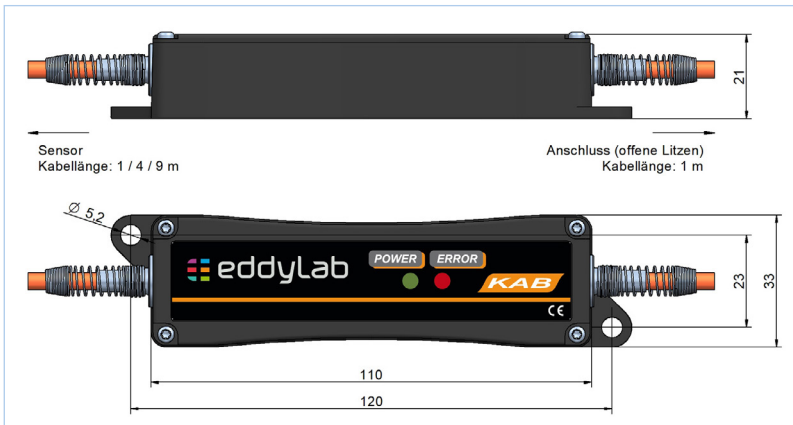 21
Sensor
Kabellänge: 1 / 4 / 9 m
Anschluss (offene Litzen)
Kabellänge: 1 m
Ø 5,2
eddyLab
POWER
ERROR
KAB
CE
23
33
110
120